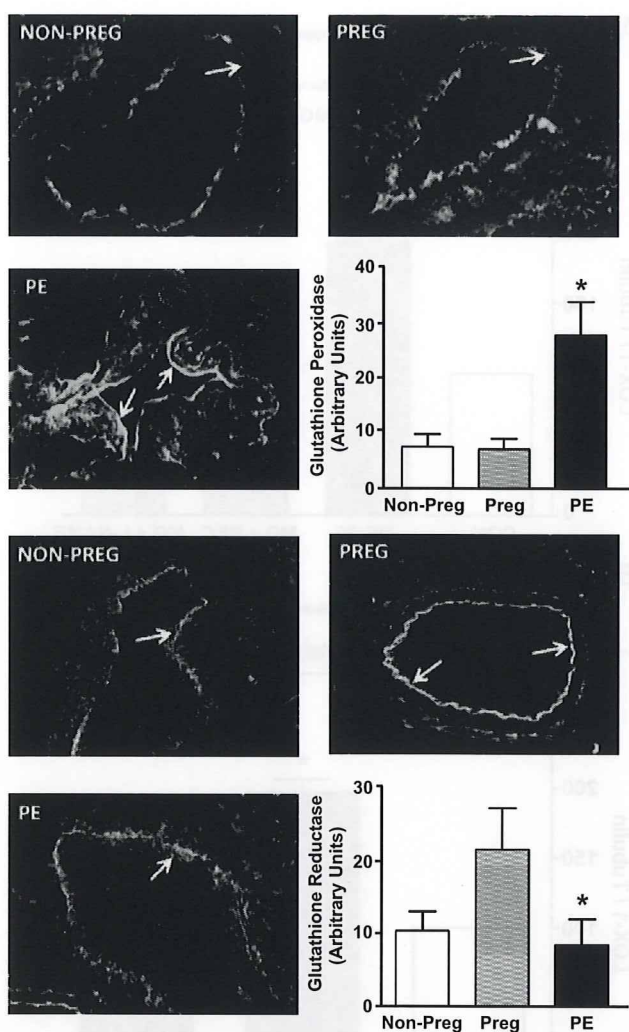 NON-PREG
PREG
PE
Glutathione Peroxidase
(Arbitrary Units)
40
30
20
10
0
*
Non-Preg
Preg
PE
NON-PREG
PREG
PE
Glutathione Reductase
(Arbitrary Units)
30
20
10
0
*
Non-Preg
Preg
PE